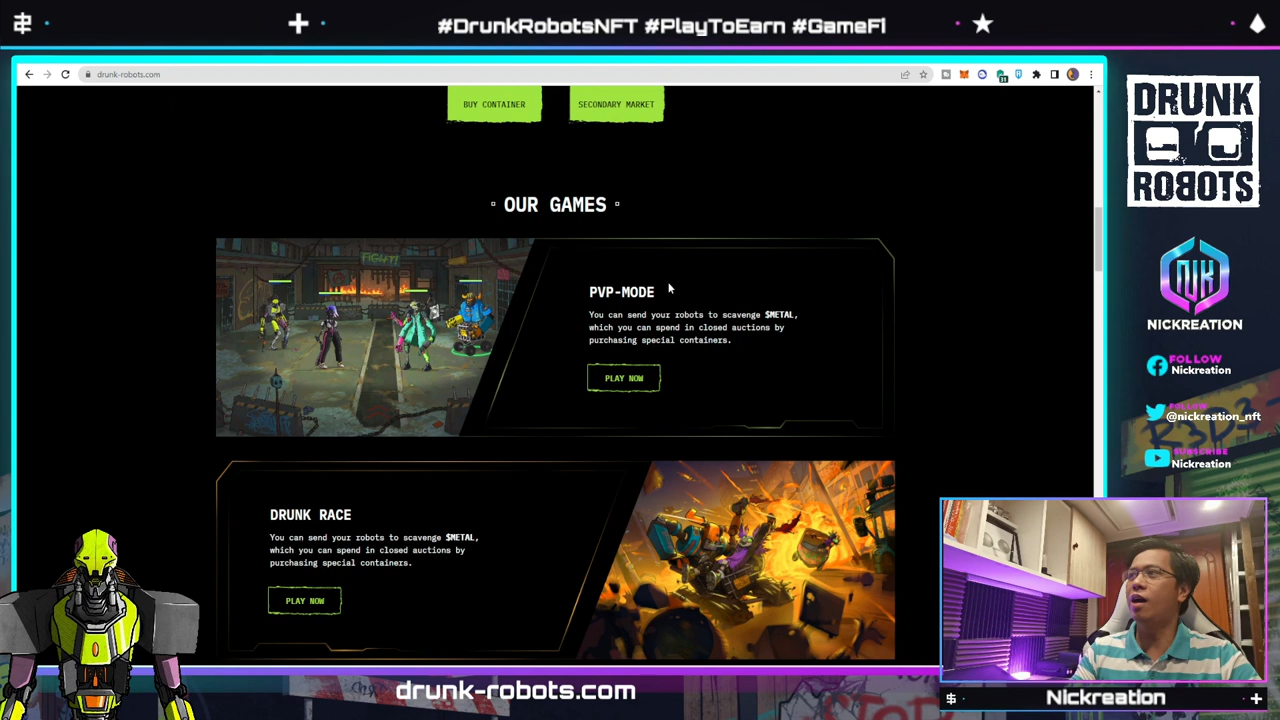 #DrunkRobotsNFT #PlayToEarn #GameFi
drunk-robots.com
BUY CONTAINER
SECONDARY MARKET
OUR GAMES
FIGHT!
PVP-MODE
You can send your robots to scavenge $METAL,
which you can spend in closed auctions by
purchasing special containers.
PLAY NOW
DRUNK RACE
You can send your robots to scavenge $METAL,
which you can spend in closed auctions by
purchasing special containers.
PLAY NOW
DRUNK
ROBOTS
NK
NICKREATION
FOLLOW
Nickreation
FOLLOW
@nickreation_nft
SUBSCRIBE
Nickreation
drunk-robots.com
Nickreation